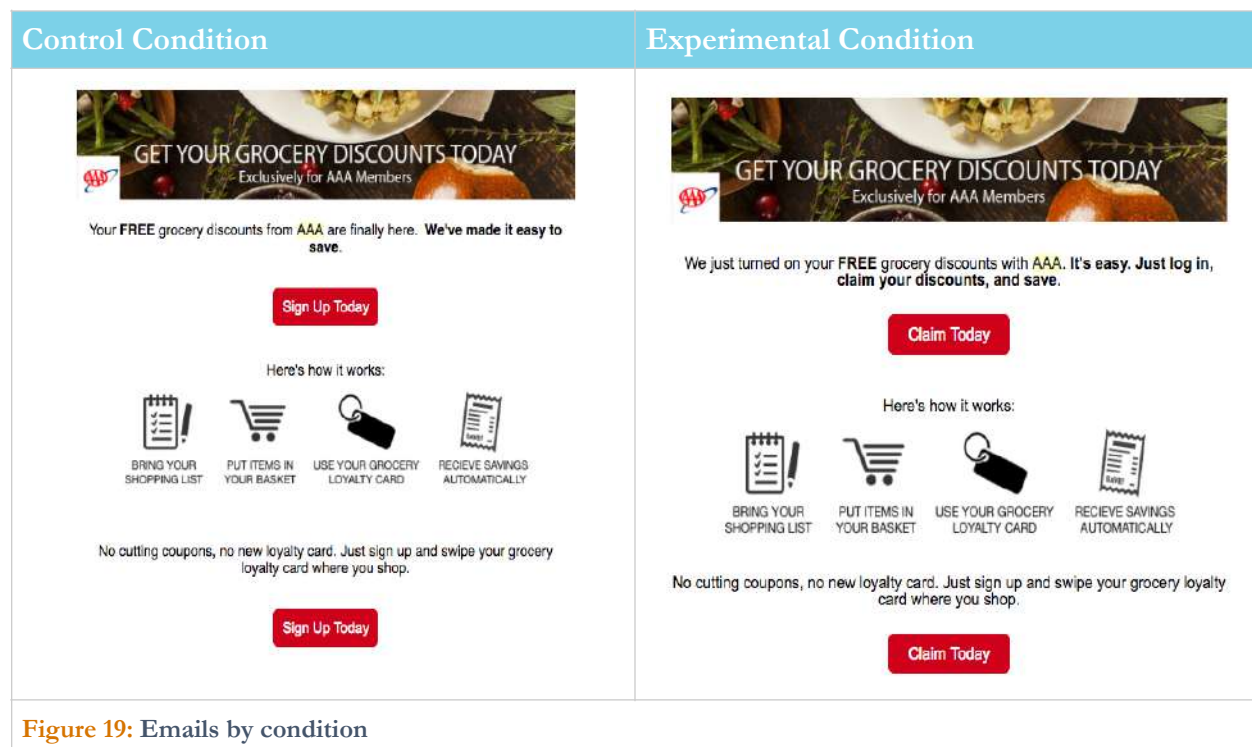 Control Condition
Experimental Condition
GET YOUR GROCERY DISCOUNTS TODAY
Exclusively for AAA Members
AAA
Your FREE grocery discounts from AAA are finally here. We've made it easy to
save.
Sign Up Today
Here's how it works:
BRING YOUR
SHOPPING LIST
PUT ITEMS IN
YOUR BASKET
USE YOUR GROCERY
LOYALTY CARD
RECIEVE SAVINGS
AUTOMATICALLY
No cutting coupons, no new loyalty card. Just sign up and swipe your grocery
loyalty card where you shop.
Sign Up Today
GET YOUR GROCERY DISCOUNTS TODAY
Exclusively for AAA Members
AAA
We just turned on your FREE grocery discounts with AAA. It's easy. Just log in,
claim your discounts, and save.
Claim Today
Here's how it works:
BRING YOUR
SHOPPING LIST
PUT ITEMS IN
YOUR BASKET
USE YOUR GROCERY
LOYALTY CARD
RECIEVE SAVINGS
AUTOMATICALLY
No cutting coupons, no new loyalty card. Just sign up and swipe your grocery loyalty
card where you shop.
Claim Today
Figure 19: Emails by condition